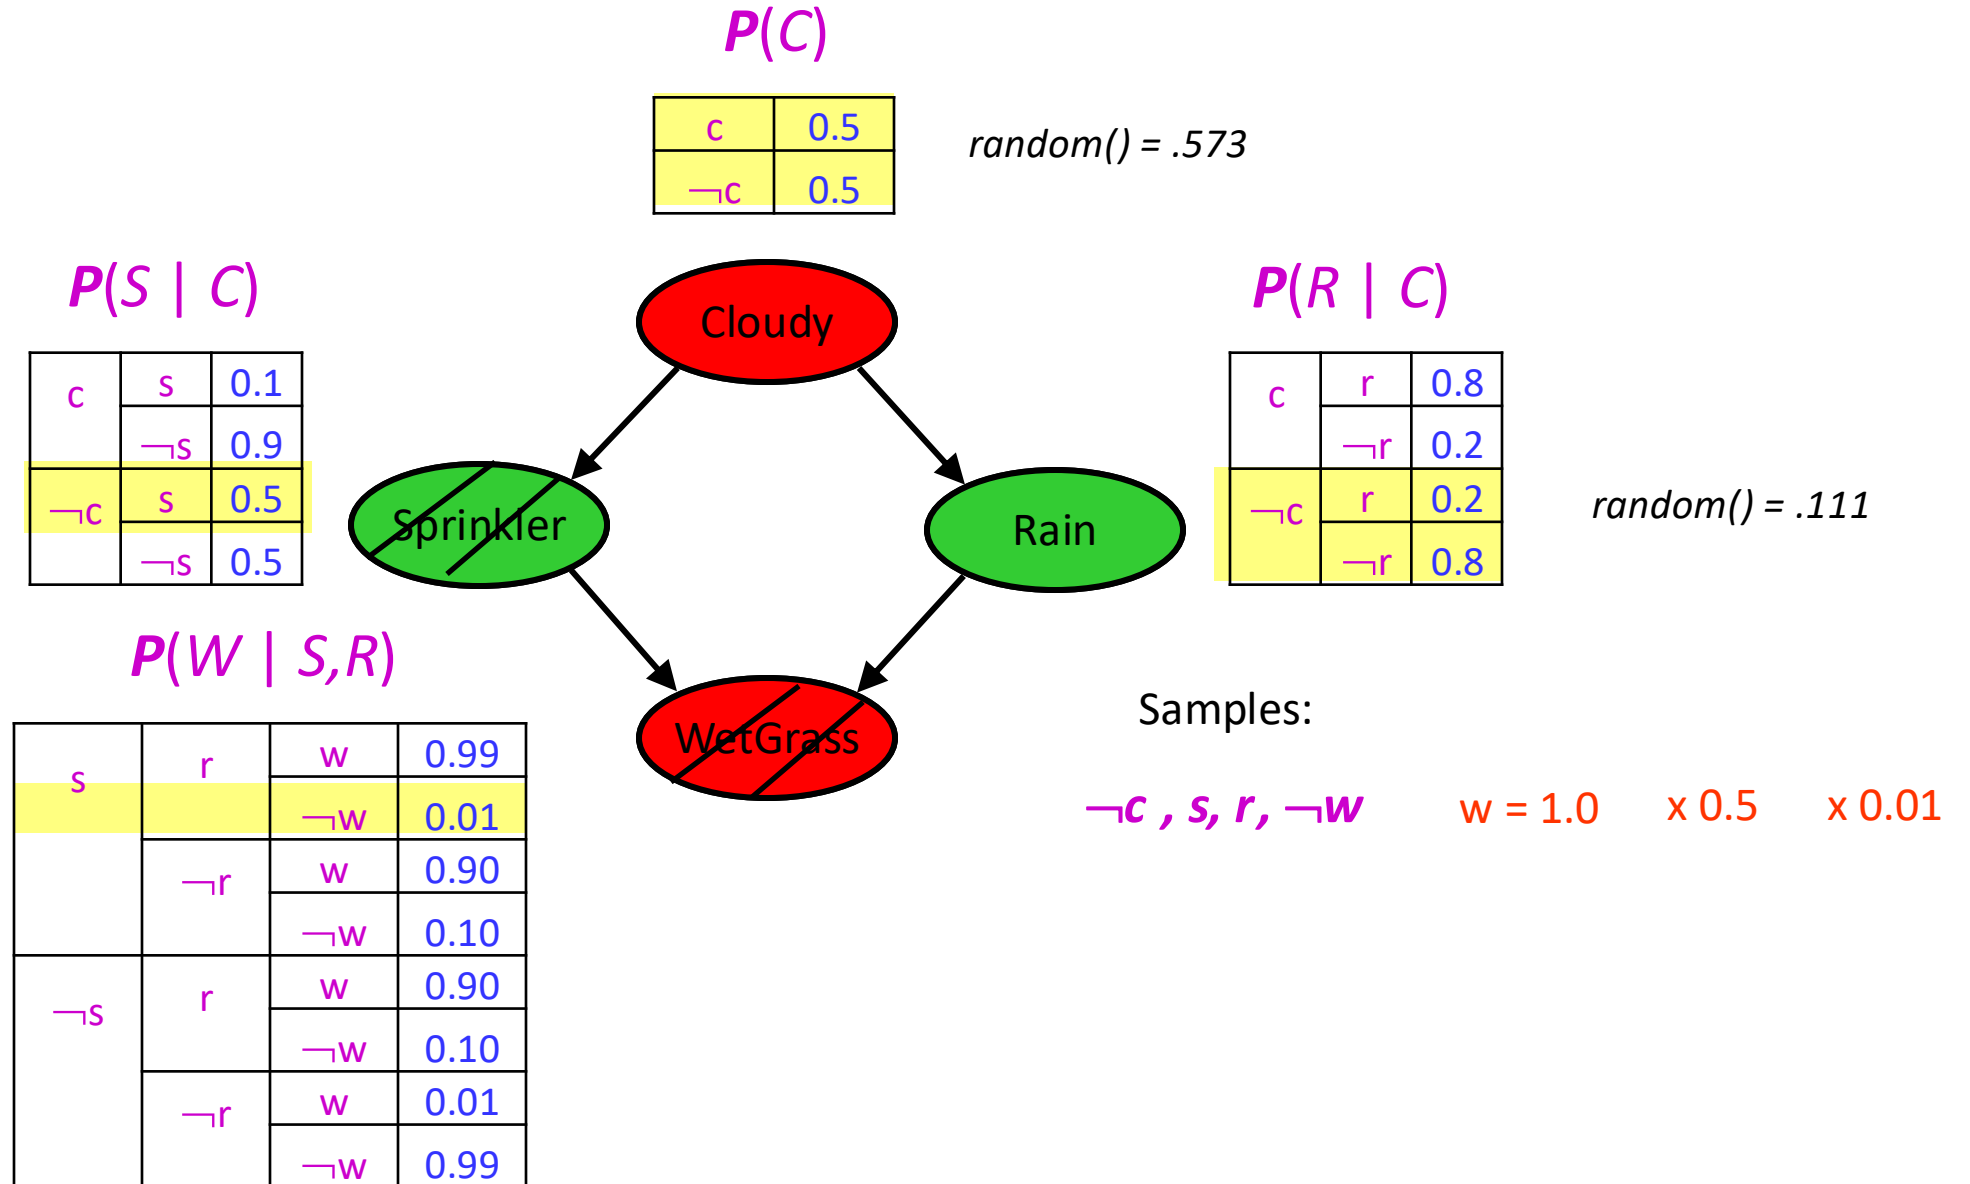 P(C)
c 0.5
¬c 0.5
random() = .573
P(S | C)
c s 0.1
¬s 0.9
¬c s 0.5
¬s 0.5
Cloudy
P(R | C)
c r 0.8
¬r 0.2
¬c r 0.2
¬r 0.8
random() = .111
Sprinkler
Rain
P(W | S,R)
s r w 0.99
¬w 0.01
¬r w 0.90
¬w 0.10
¬s r w 0.90
¬w 0.10
¬r w 0.01
¬w 0.99
WetGrass
Samples:
¬c , s, r, ¬w w = 1.0 x 0.5 x 0.01